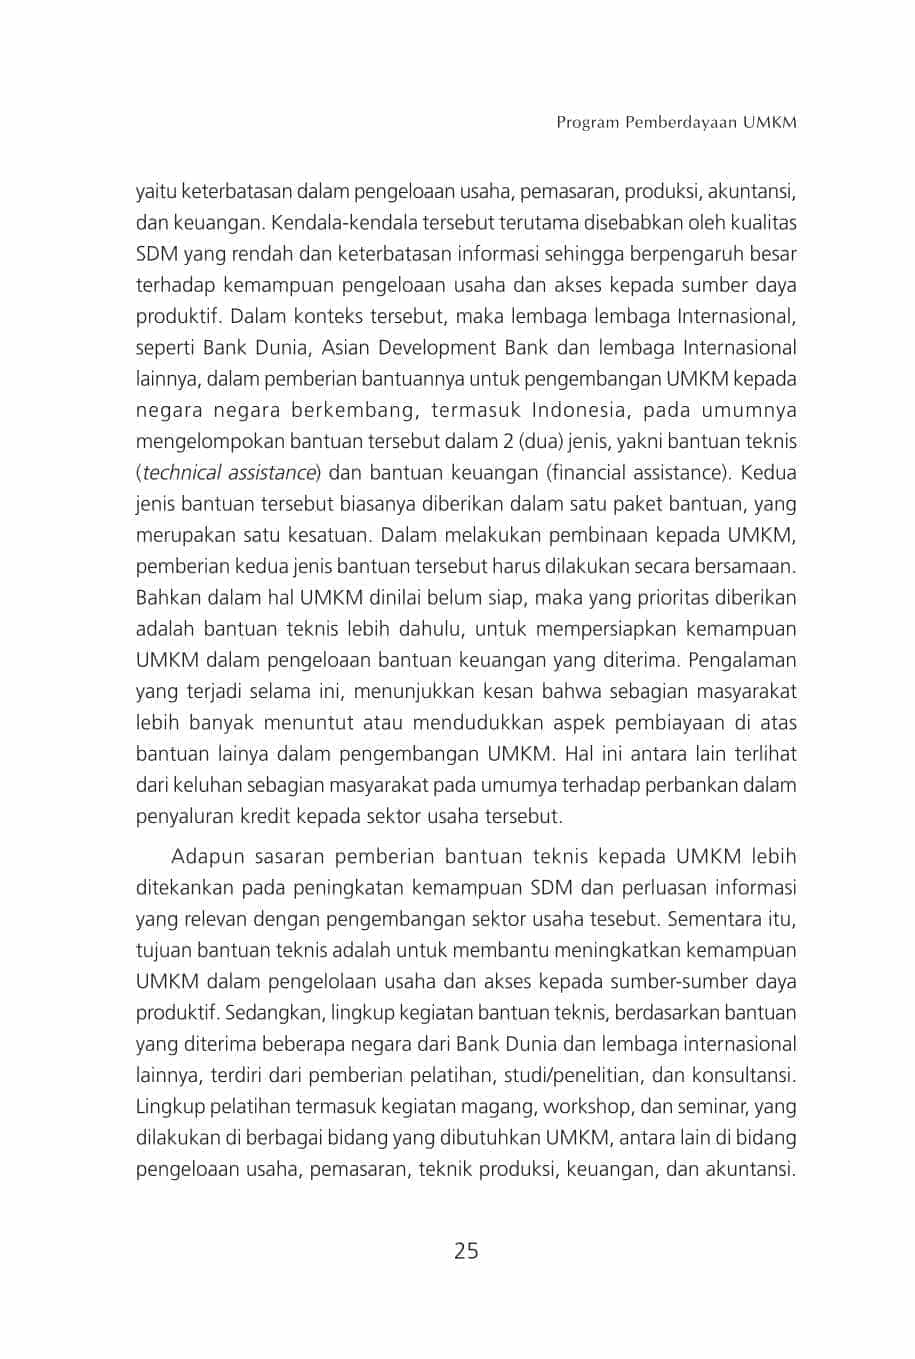 Program Pemberdayaan UMKM
yaitu keterbatasan dalam pengeloaan usaha, pemasaran, produksi, akuntansi,
dan keuangan. Kendala-kendala tersebut terutama disebabkan oleh kualitas
SDM yang rendah dan keterbatasan informasi sehingga berpengaruh besar
terhadap kemampuan pengeloaan usaha dan akses kepada sumber daya
produktif. Dalam konteks tersebut, maka lembaga lembaga Internasional,
seperti Bank Dunia, Asian Development Bank dan lembaga Internasional
lainnya, dalam pemberian bantuannya untuk pengembangan UMKM kepada
negara negara berkembang, termasuk Indonesia, pada umumnya
mengelompokan bantuan tersebut dalam 2 (dua) jenis, yakni bantuan teknis
(technical assistance) dan bantuan keuangan (financial assistance). Kedua
jenis bantuan tersebut biasanya diberikan dalam satu paket bantuan, yang
merupakan satu kesatuan. Dalam melakukan pembinaan kepada UMKM,
pemberian kedua jenis bantuan tersebut harus dilakukan secara bersamaan.
Bahkan dalam hal UMKM dinilai belum siap, maka yang prioritas diberikan
adalah bantuan teknis lebih dahulu, untuk mempersiapkan kemampuan
UMKM dalam pengeloaan bantuan keuangan yang diterima. Pengalaman
yang terjadi selama ini, menunjukkan kesan bahwa sebagian masyarakat
lebih banyak menuntut atau mendudukkan aspek pembiayaan di atas
bantuan lainya dalam pengembangan UMKM. Hal ini antara lain terlihat
dari keluhan sebagian masyarakat pada umumya terhadap perbankan dalam
penyaluran kredit kepada sektor usaha tersebut.
Adapun sasaran pemberian bantuan teknis kepada UMKM lebih
ditekankan pada peningkatan kemampuan SDM dan perluasan informasi
yang relevan dengan pengembangan sektor usaha tesebut. Sementara itu,
tujuan bantuan teknis adalah untuk membantu meningkatkan kemampuan
UMKM dalam pengelolaan usaha dan akses kepada sumber-sumber daya
produktif. Sedangkan, lingkup kegiatan bantuan teknis, berdasarkan bantuan
yang diterima beberapa negara dari Bank Dunia dan lembaga internasional
lainnya, terdiri dari pemberian pelatihan, studi/penelitian, dan konsultansi.
Lingkup pelatihan termasuk kegiatan magang, workshop, dan seminar, yang
dilakukan di berbagai bidang yang dibutuhkan UMKM, antara lain di bidang
pengeloaan usaha, pemasaran, teknik produksi, keuangan, dan akuntansi.
25